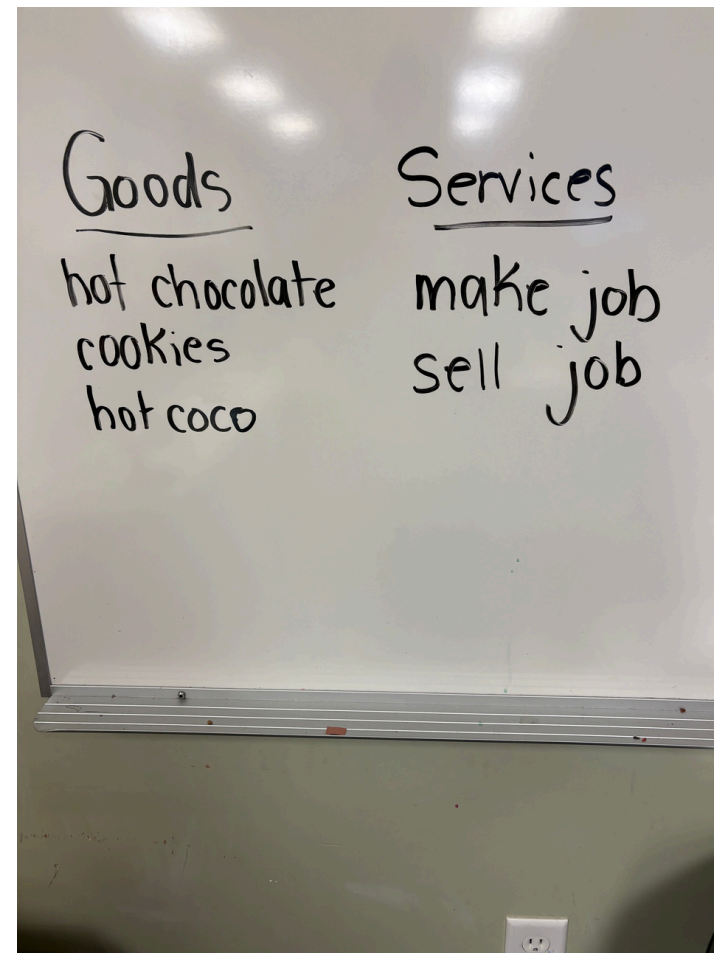 Goods
hot chocolate
cookies
hot coco
Services
make job
sell job